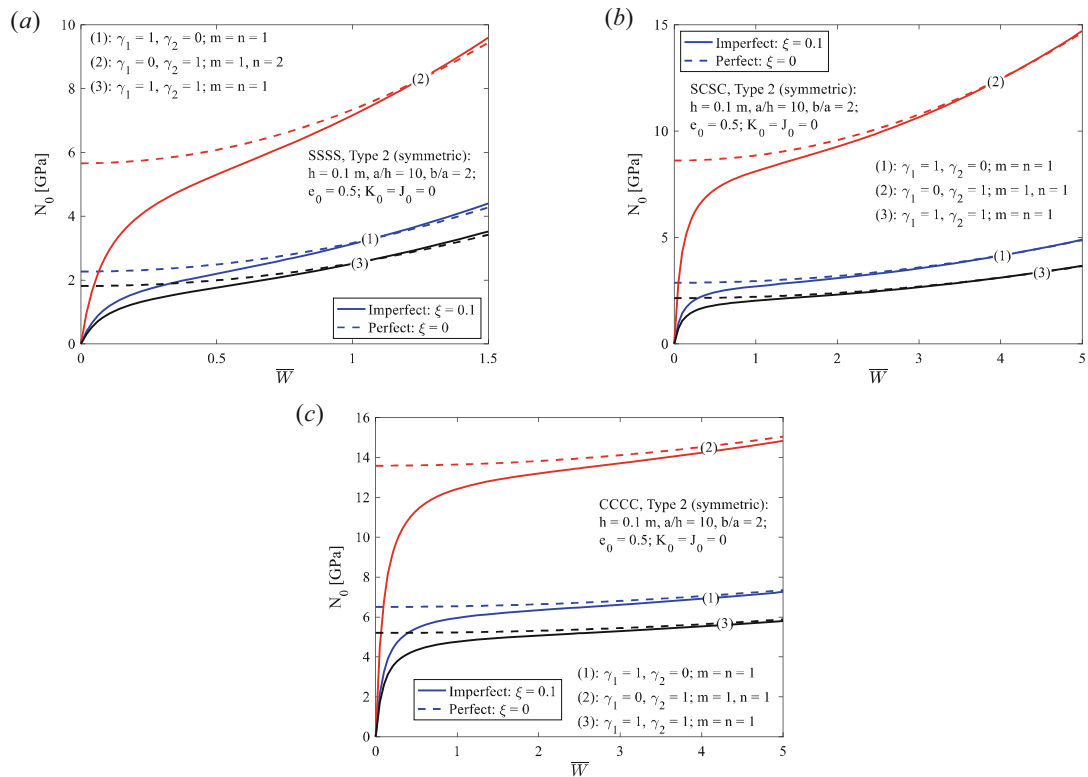 (a)
10
8
6
4
2
0
N₀ [GPa]
(1): γ₁ = 1, γ₂ = 0; m = n = 1
(2): γ₁ = 0, γ₂ = 1; m = 1, n = 2
(3): γ₁ = 1, γ₂ = 1; m = n = 1
(2)
SSSS, Type 2 (symmetric):
h = 0.1 m, a/h = 10, b/a = 2;
e₀ = 0.5; K₀ = J₀ = 0
(1)
(3)
Imperfect: ξ = 0.1
Perfect: ξ = 0
0 0.5 1 1.5
W̅
(b)
15
10
5
0
N₀ [GPa]
Imperfect: ξ = 0.1
Perfect: ξ = 0
(2)
SCSC, Type 2 (symmetric):
h = 0.1 m, a/h = 10, b/a = 2;
e₀ = 0.5; K₀ = J₀ = 0
(1): γ₁ = 1, γ₂ = 0; m = n = 1
(2): γ₁ = 0, γ₂ = 1; m = 1, n = 1
(3): γ₁ = 1, γ₂ = 1; m = n = 1
(1)
(3)
0 1 2 3 4 5
W̅
(c)
16
14
12
10
8
6
4
2
0
N₀ [GPa]
(2)
CCCC, Type 2 (symmetric):
h = 0.1 m, a/h = 10, b/a = 2;
e₀ = 0.5; K₀ = J₀ = 0
(1)
(3)
Imperfect: ξ = 0.1
Perfect: ξ = 0
(1): γ₁ = 1, γ₂ = 0; m = n = 1
(2): γ₁ = 0, γ₂ = 1; m = 1, n = 1
(3): γ₁ = 1, γ₂ = 1; m = n = 1
0 1 2 3 4 5
W̅